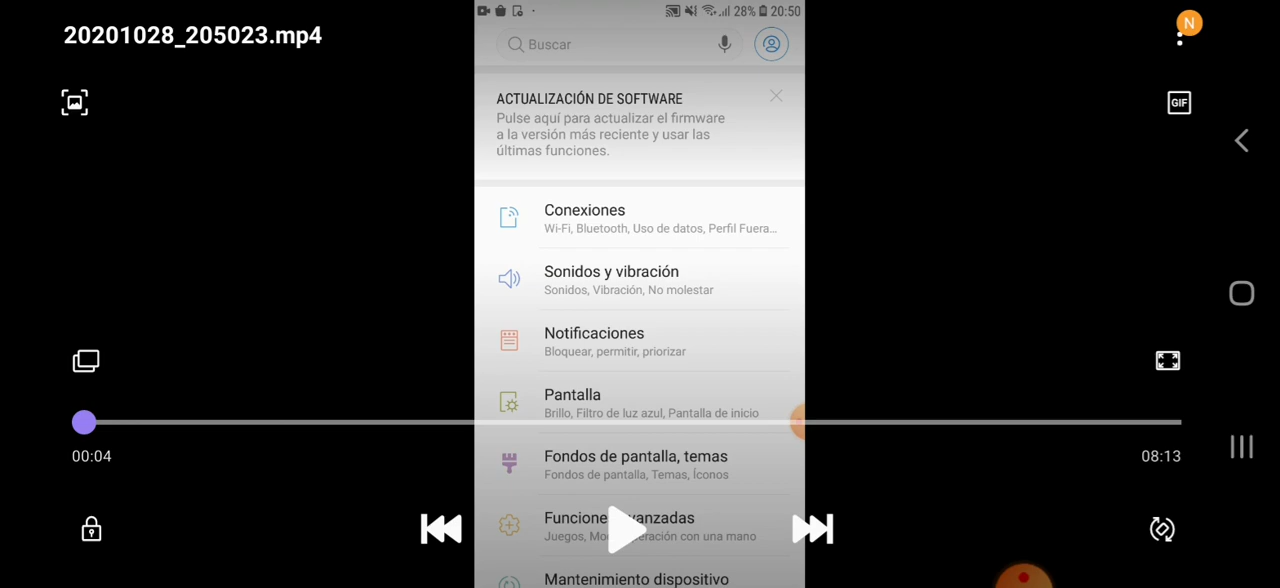 20201028_205023.mp4
28% 20:50
N
Buscar
GIF
ACTUALIZACIÓN DE SOFTWARE
Pulse aquí para actualizar el firmware
a la versión más reciente y usar las
últimas funciones.
Conexiones
Wi-Fi, Bluetooth, Uso de datos, Perfil Fuera...
Sonidos y vibración
Sonidos, Vibración, No molestar
Notificaciones
Bloquear, permitir, priorizar
Pantalla
Brillo, Filtro de luz azul, Pantalla de inicio
00:04
08:13
Fondos de pantalla, temas
Fondos de pantalla, Temas, Íconos
avanzadas
Juegos, con una mano
Mantenimiento dispositivo